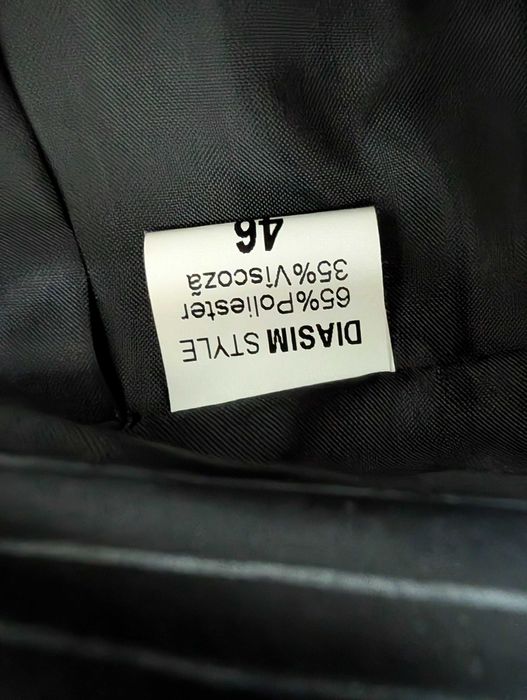 DIASIM STYLE
65%Poliester
35%Viscoză
46